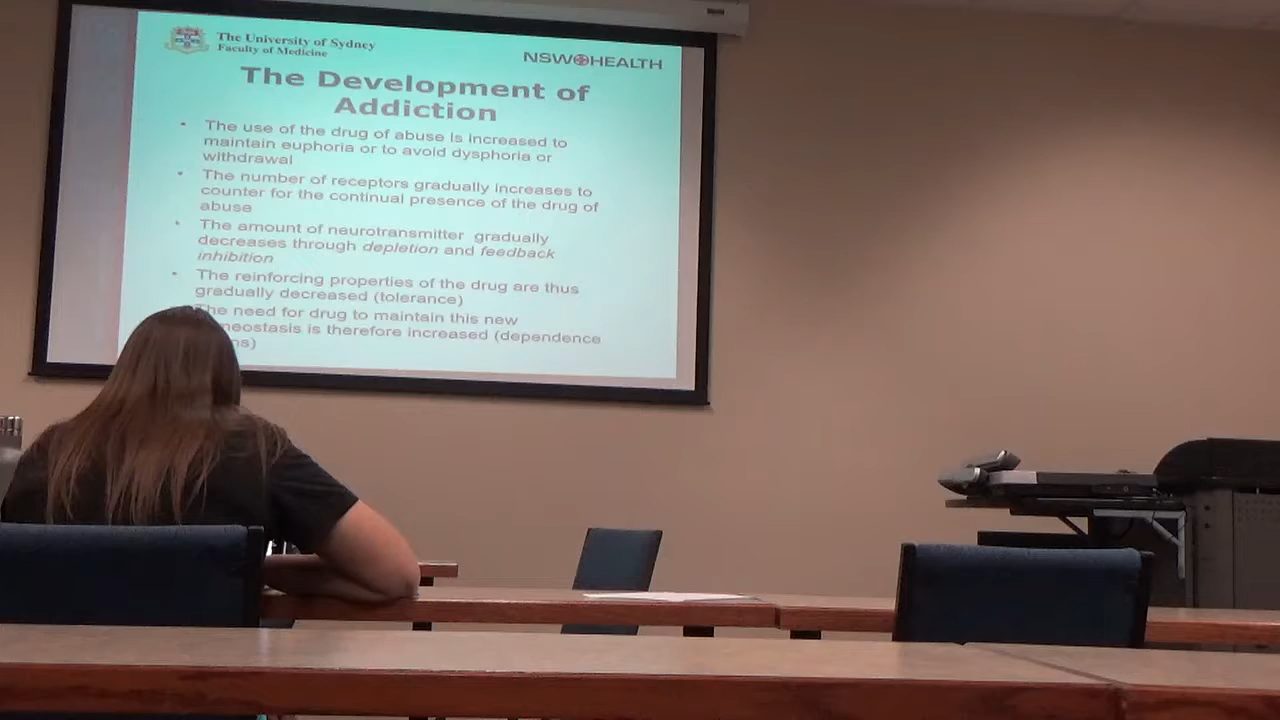 The University of Sydney
Faculty of Medicine
NSW HEALTH
The Development of
Addiction
• The use of the drug of abuse is increased to
maintain euphoria or to avoid dysphoria or
withdrawal
• The number of receptors gradually increases to
counter for the continual presence of the drug of
abuse
• The amount of neurotransmitter gradually
decreases through depletion and feedback
inhibition
• The reinforcing properties of the drug are thus
gradually decreased (tolerance)
The need for drug to maintain this new
is therefore increased (dependence